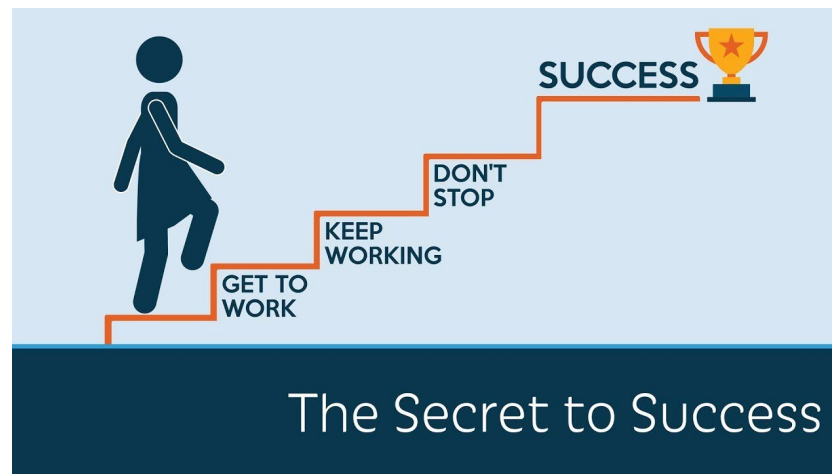 SUCCESS
DON'T
STOP
KEEP
WORKING
GET TO
WORK
The Secret to Success